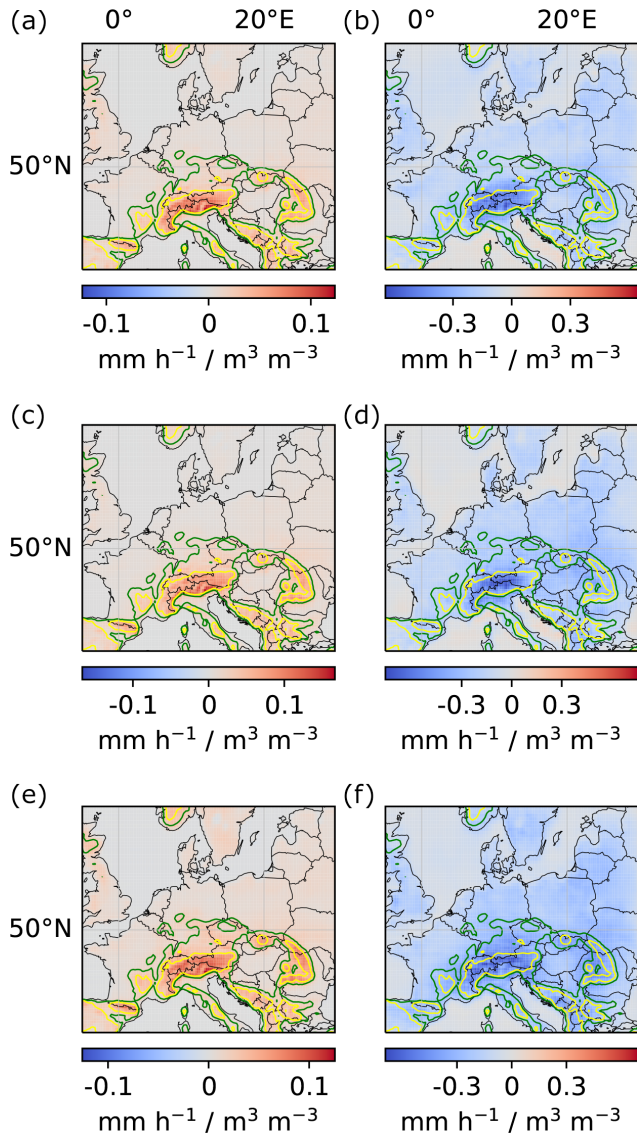 (a) 0° 20°E (b) 0° 20°E
50°N
-0.1 0 0.1 -0.3 0 0.3
mm h⁻¹ / m³ m⁻³ mm h⁻¹ / m³ m⁻³
(c) (d)
50°N
-0.1 0 0.1 -0.3 0 0.3
mm h⁻¹ / m³ m⁻³ mm h⁻¹ / m³ m⁻³
(e) (f)
50°N
-0.1 0 0.1 -0.3 0 0.3
mm h⁻¹ / m³ m⁻³ mm h⁻¹ / m³ m⁻³